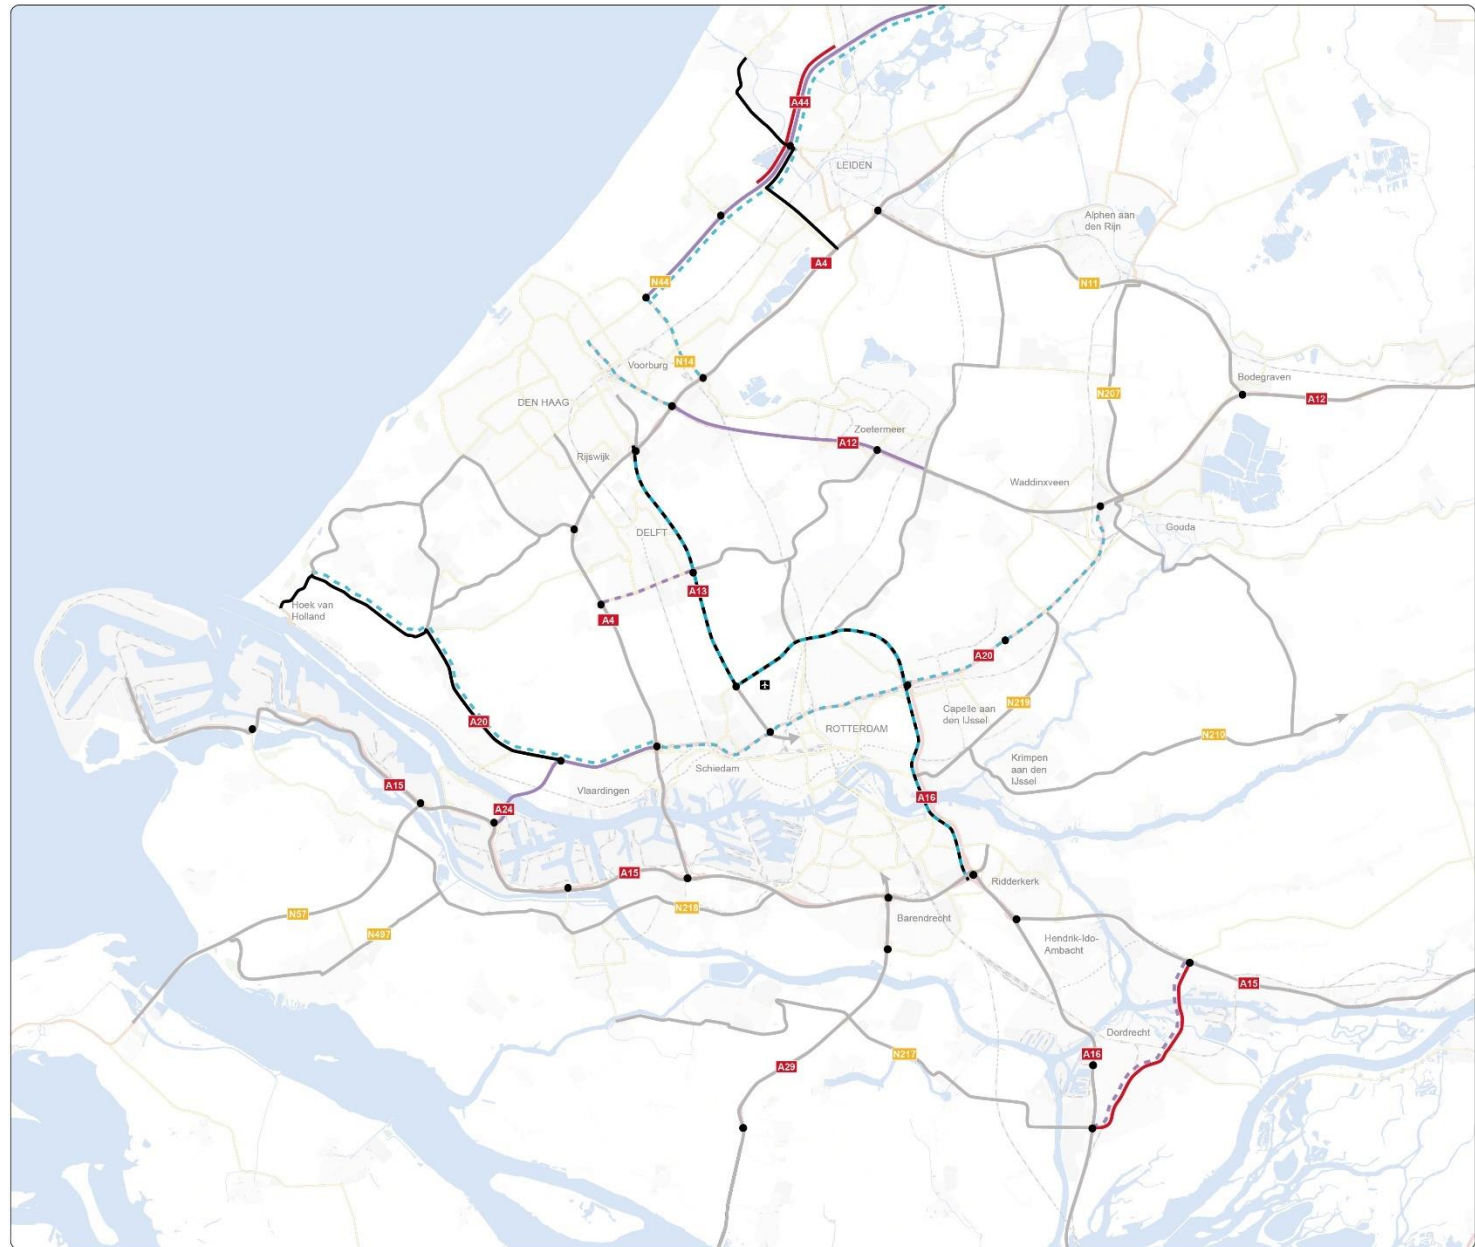 A44
LEIDEN
Alphen aan
den Rijn
A4
N44
N11
Voorburg
N14
Bodegraven
DEN HAAG
N207
A12
Zoetermeer
A12
Rijswijk
Waddinxveen
Gouda
DELFT
A13
Hoek van
Holland
A4
A20
Capelle aan
den IJssel
N219
A20
ROTTERDAM
N210
Schiedam
Krimpen
aan den
IJssel
A15
Vlaardingen
A24
A16
A15
Ridderkerk
N57
N218
Barendrecht
N497
Hendrik-Ido-
Ambacht
A15
Dordrecht
N217
A16
A29